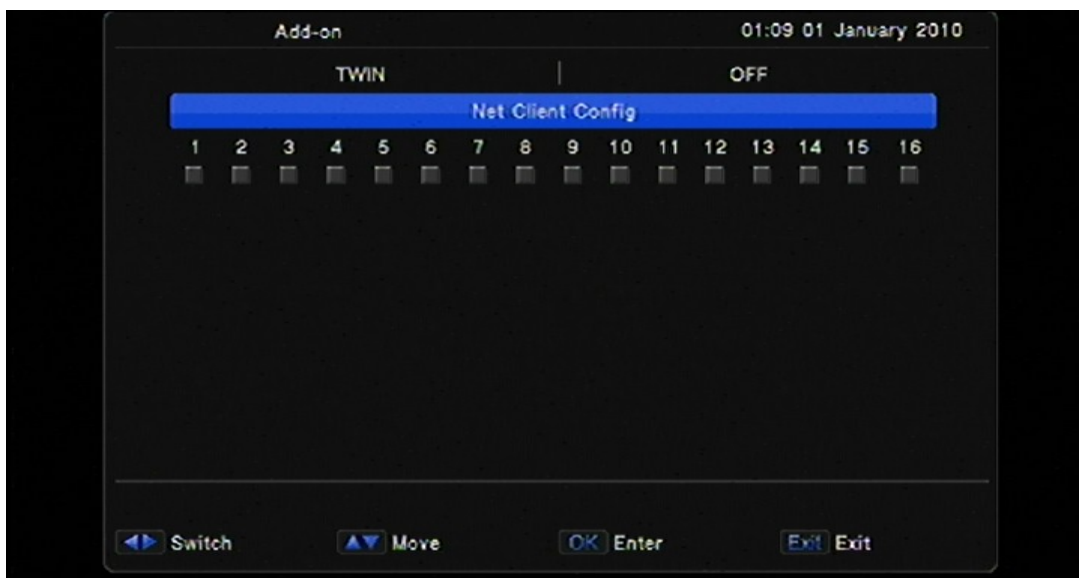 Add-on 01:09 01 January 2010
TWIN | OFF
Net Client Config
1 2 3 4 5 6 7 8 9 10 11 12 13 14 15 16
Switch Move OK Enter Exit Exit